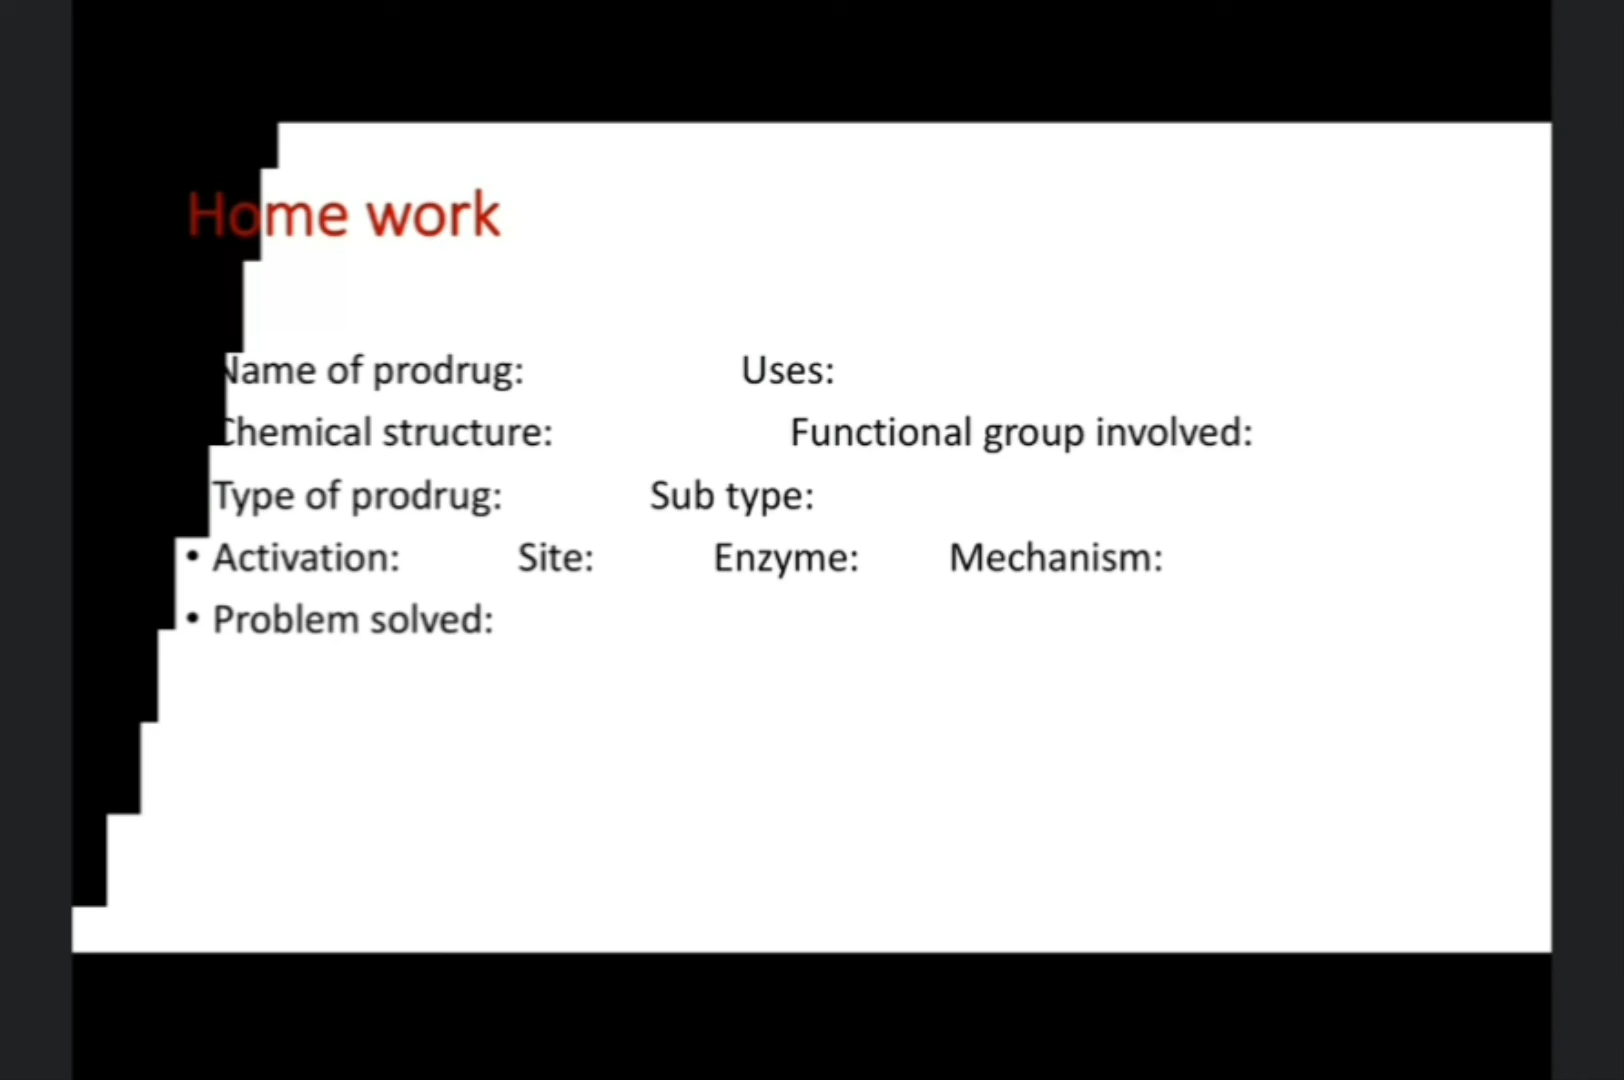 Home work
Name of prodrug: Uses:
Chemical structure: Functional group involved:
Type of prodrug: Sub type:
• Activation: Site: Enzyme: Mechanism:
• Problem solved: